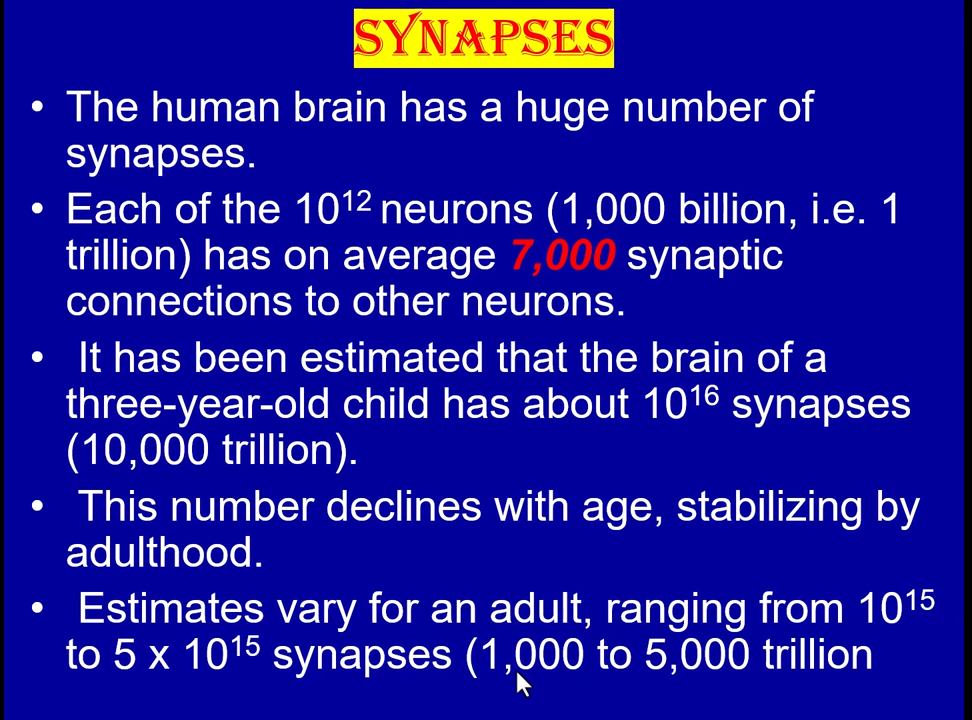 SYNAPSES
• The human brain has a huge number of
synapses.
• Each of the 10¹² neurons (1,000 billion, i.e. 1
trillion) has on average 7,000 synaptic
connections to other neurons.
• It has been estimated that the brain of a
three-year-old child has about 10¹⁶ synapses
(10,000 trillion).
• This number declines with age, stabilizing by
adulthood.
• Estimates vary for an adult, ranging from 10¹⁵
to 5 x 10¹⁵ synapses (1,000 to 5,000 trillion